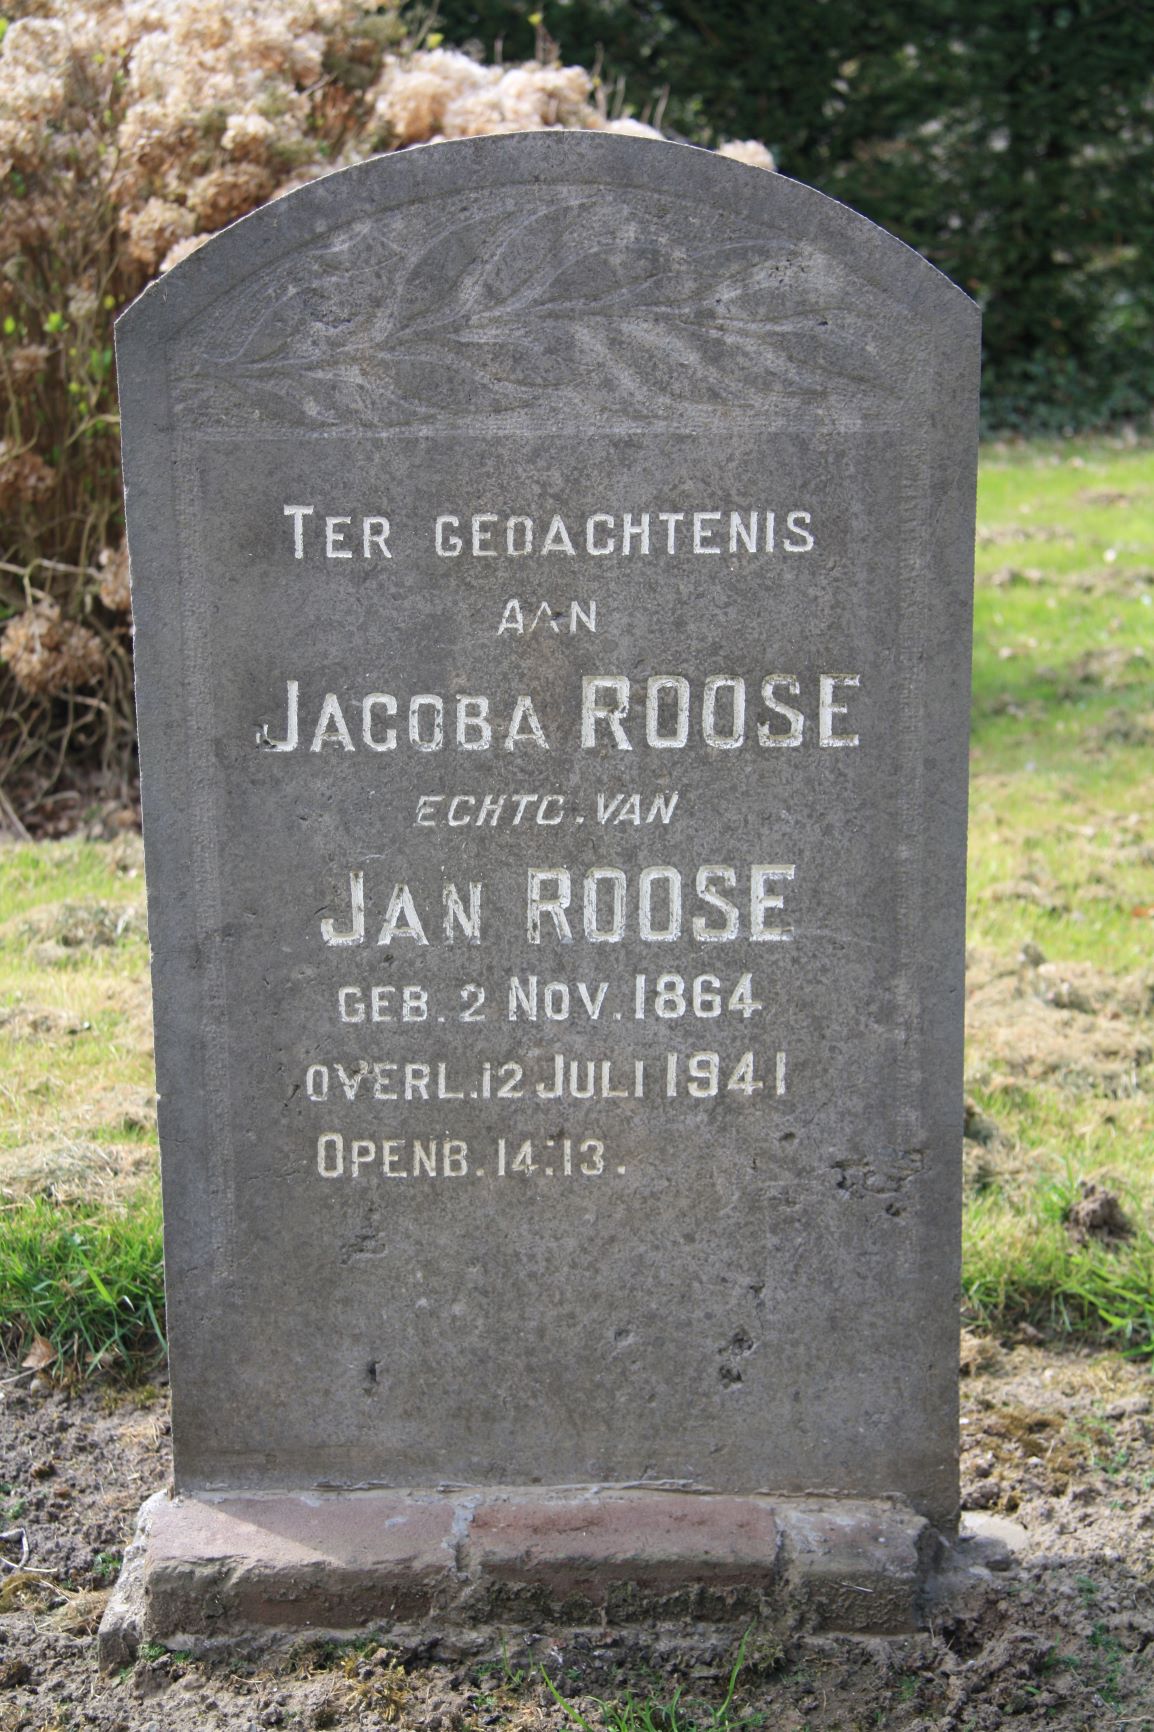 TER GEDACHTENIS
AAN
JACOBA ROOSE
ECHTG. VAN
JAN ROOSE
GEB. 2 NOV. 1864
OVERL. 12 JULI 1941
OPENB. 14:13.